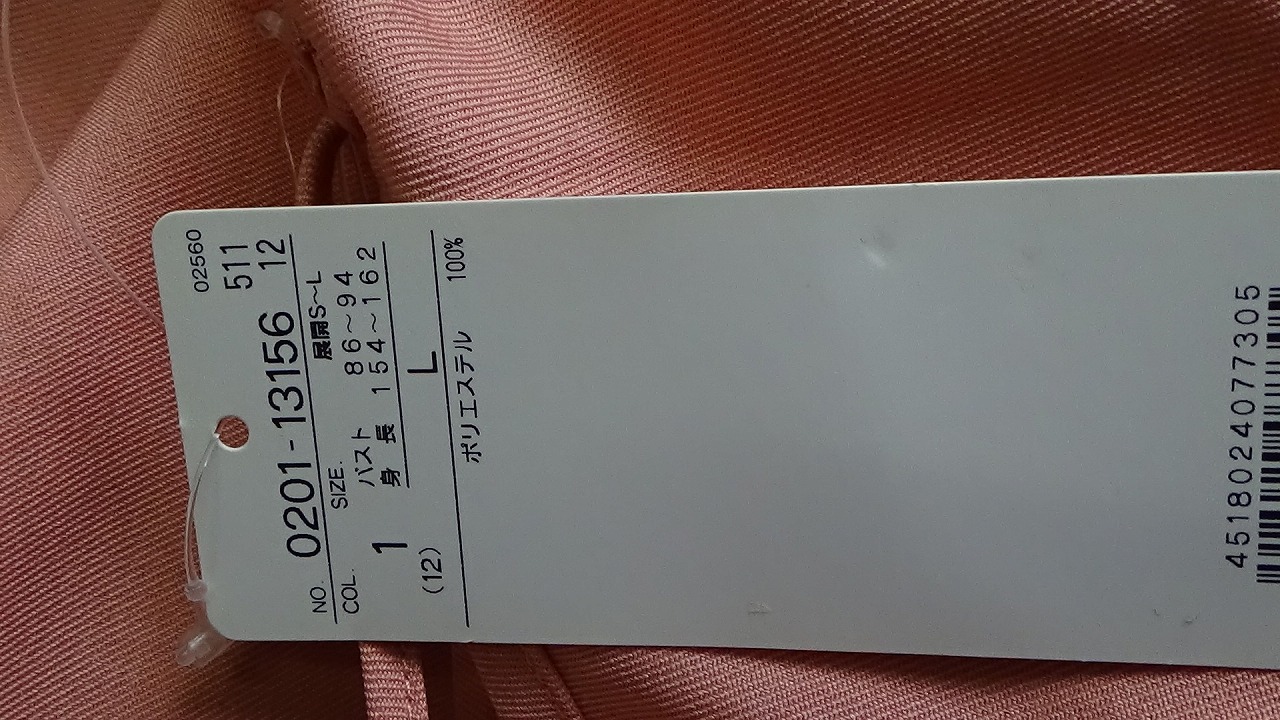 02560
511
NO. 0201-13156 12
COL. SIZE. 展開S～L
バスト 86～94
1 身長 154～162
(12) L
ポリエステル 100%
4518024077305